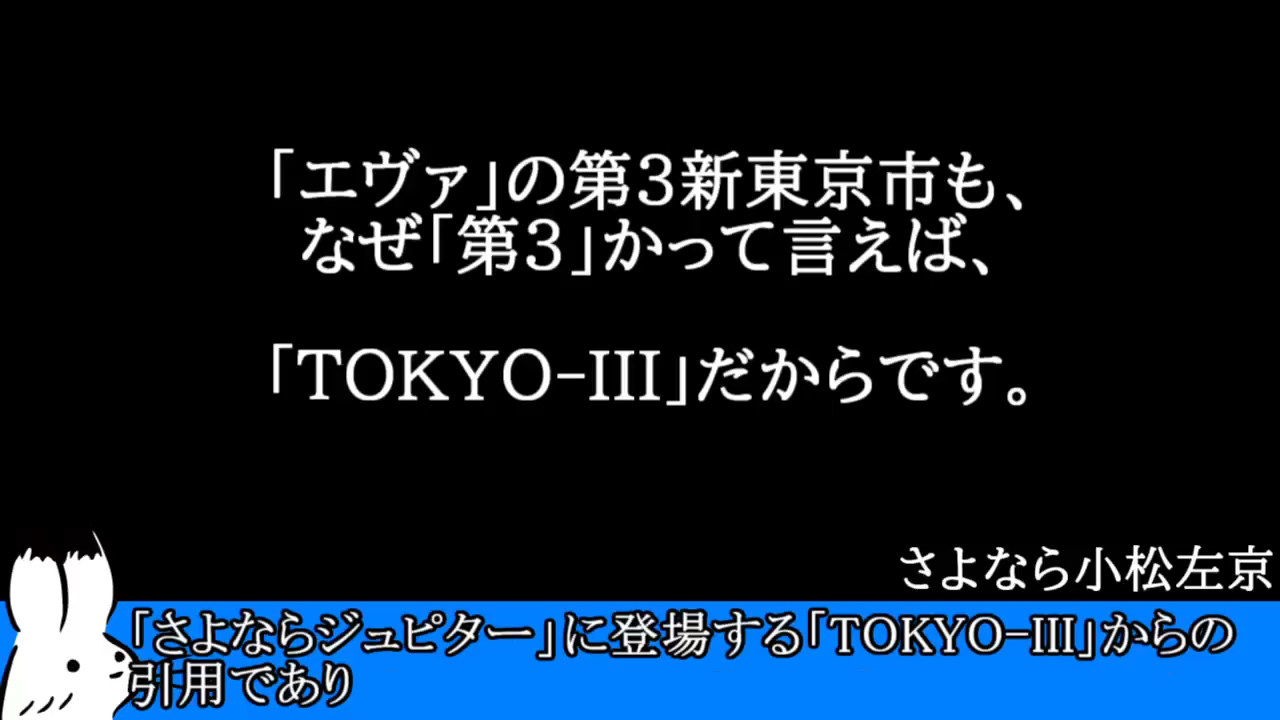 「エヴァ」の第３新東京市も、
なぜ「第３」かって言えば、
「TOKYO-III」だからです。
さよなら小松左京
「さよならジュピター」に登場する「TOKYO-III」からの
引用であり